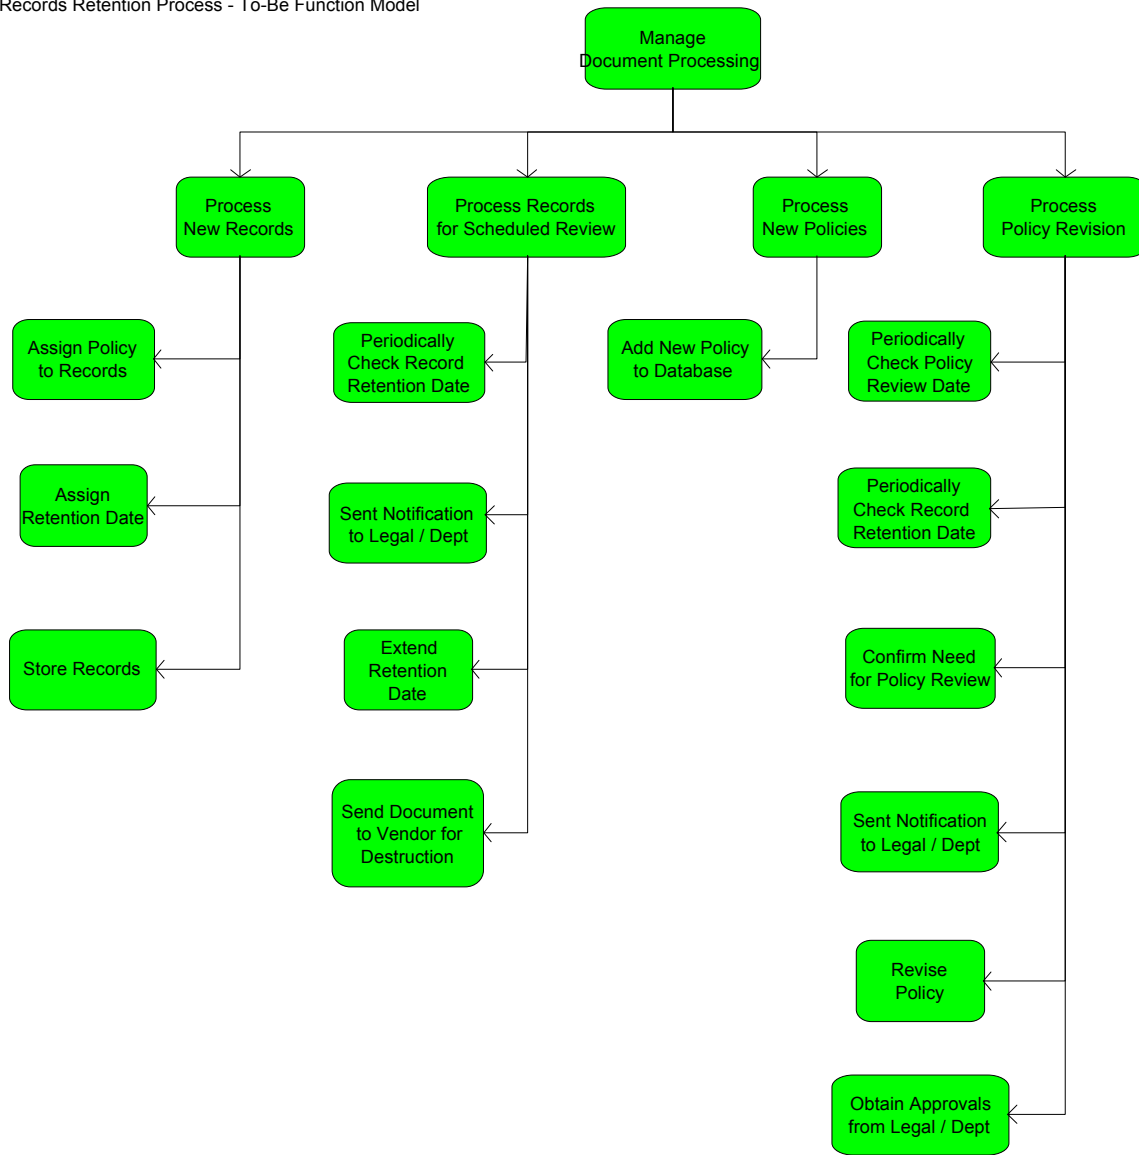 Records Retention Process - To-Be Function Model
Manage
Document Processing
Process
New Records
Process Records
for Scheduled Review
Process
New Policies
Process
Policy Revision
Assign Policy
to Records
Assign
Retention Date
Store Records
Periodically
Check Record
Retention Date
Sent Notification
to Legal / Dept
Extend
Retention
Date
Send Document
to Vendor for
Destruction
Add New Policy
to Database
Periodically
Check Policy
Review Date
Periodically
Check Record
Retention Date
Confirm Need
for Policy Review
Sent Notification
to Legal / Dept
Revise
Policy
Obtain Approvals
from Legal / Dept